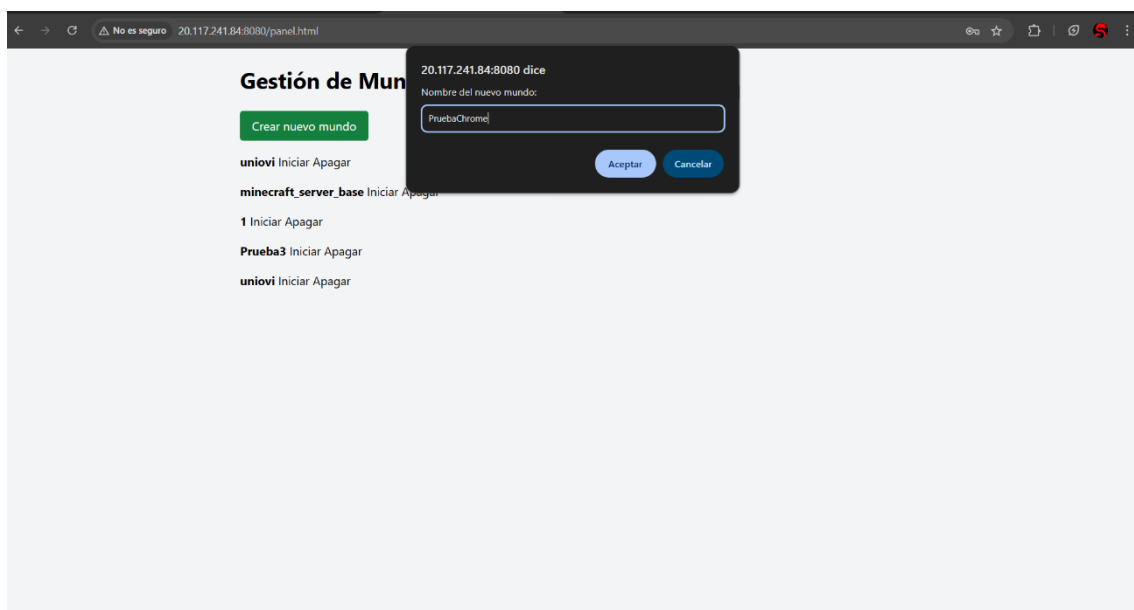 No es seguro 20.117.241.84:8080/panel.html
20.117.241.84:8080 dice
Nombre del nuevo mundo:
PruebaChrome
Aceptar Cancelar
Gestión de Mun
Crear nuevo mundo
uniovi Iniciar Apagar
minecraft_server_base Iniciar Apagar
1 Iniciar Apagar
Prueba3 Iniciar Apagar
uniovi Iniciar Apagar